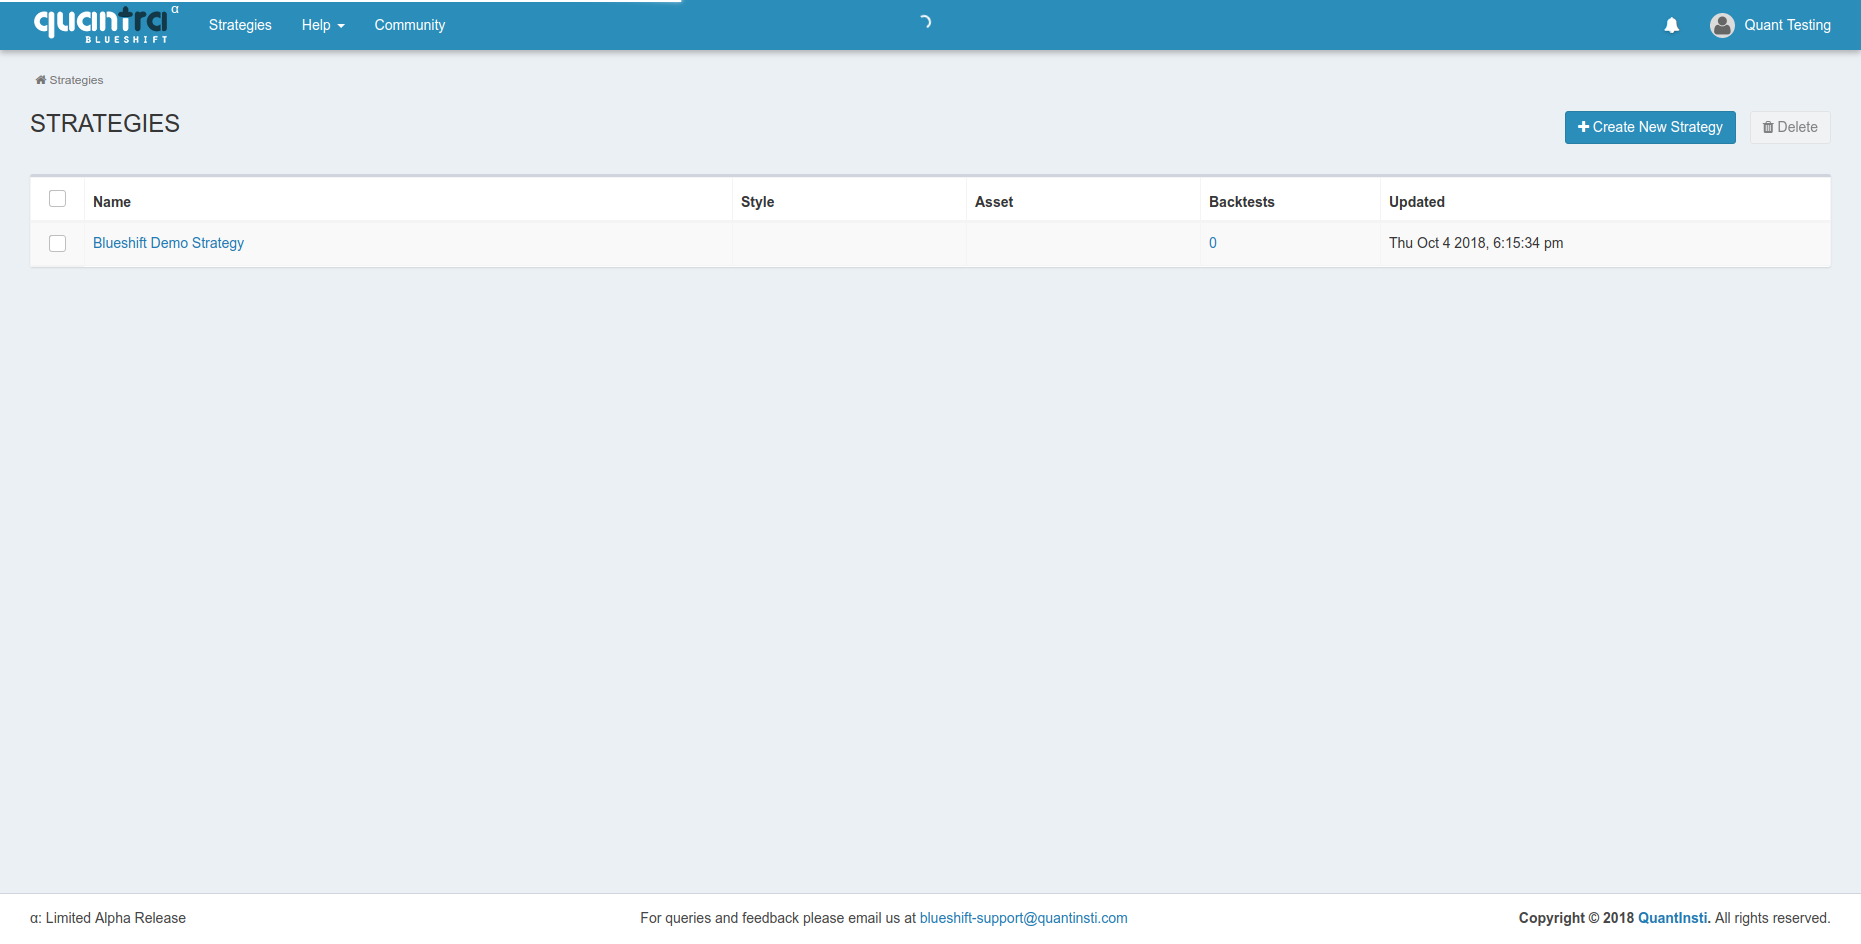 quantra α
BLUESHIFT
Strategies
Help
Community
Quant Testing
Strategies
STRATEGIES
Create New Strategy
Delete
Name
Style
Asset
Backtests
Updated
Blueshift Demo Strategy
0
Thu Oct 4 2018, 6:15:34 pm
α: Limited Alpha Release
For queries and feedback please email us at blueshift-support@quantinsti.com
Copyright © 2018 QuantInsti. All rights reserved.